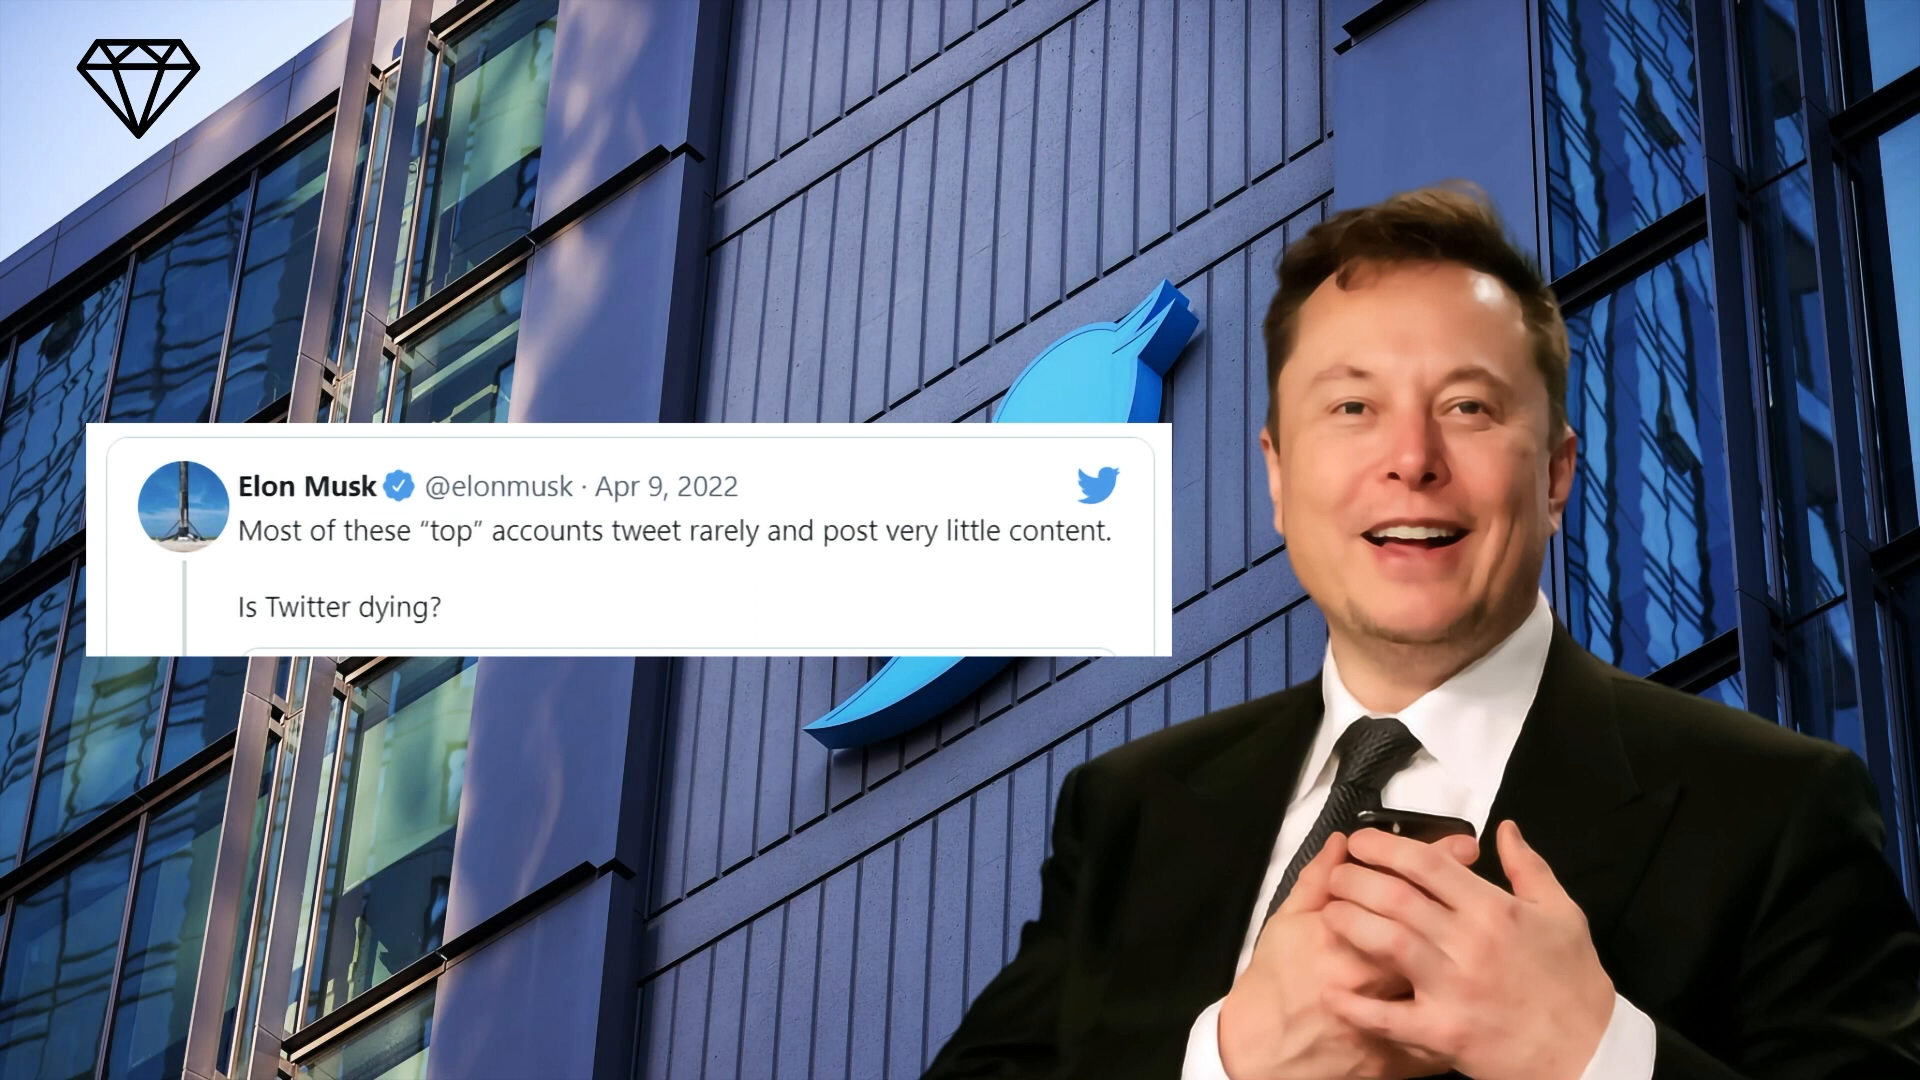 Elon Musk @elonmusk · Apr 9, 2022
Most of these “top” accounts tweet rarely and post very little content.
Is Twitter dying?